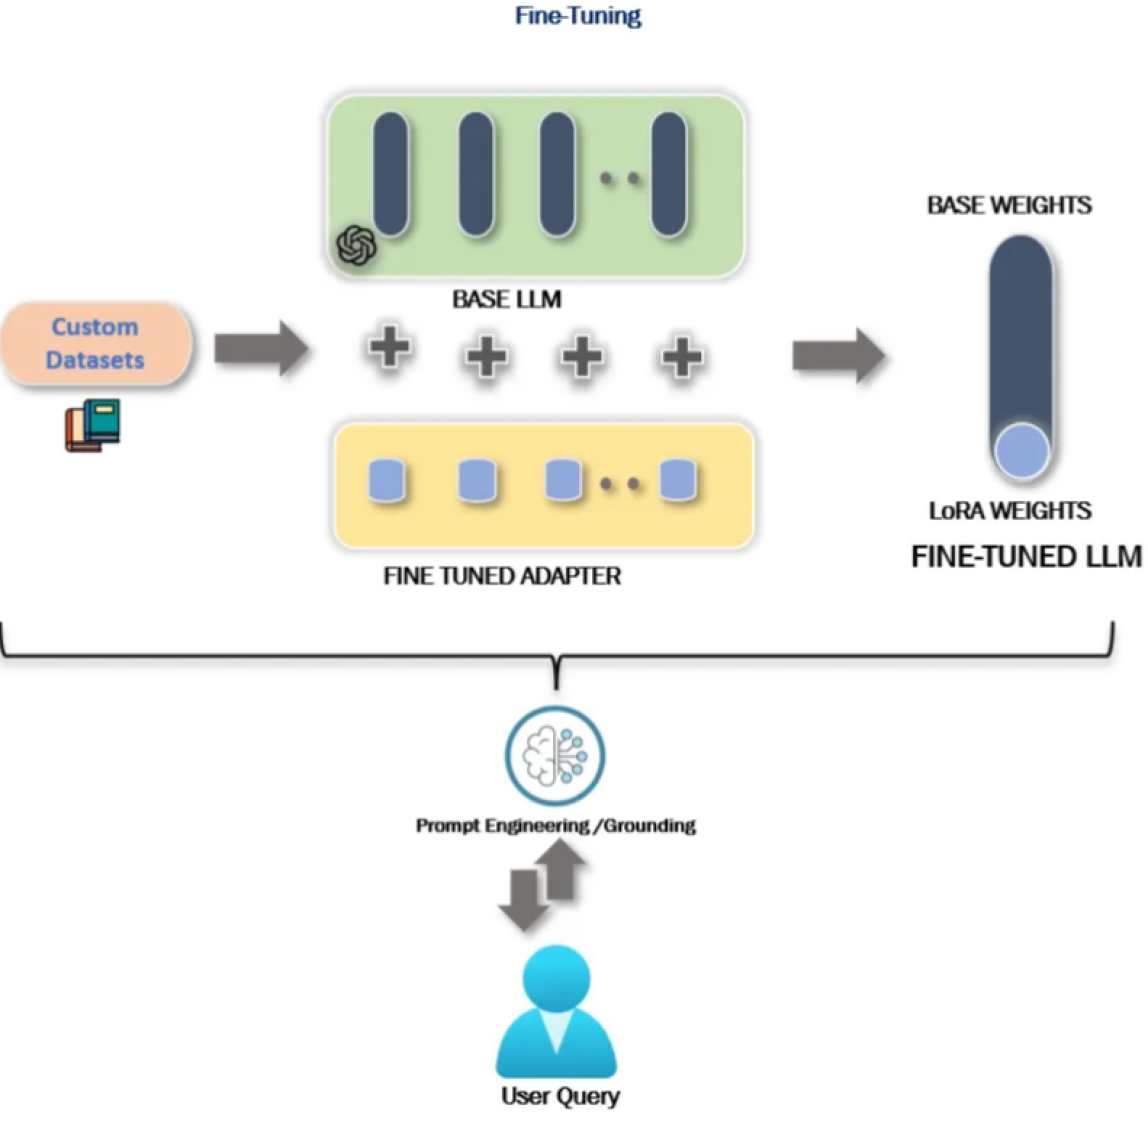 Fine-Tuning
BASE WEIGHTS
BASE LLM
Custom
Datasets
LoRA WEIGHTS
FINE-TUNED LLM
FINE TUNED ADAPTER
Prompt Engineering /Grounding
User Query